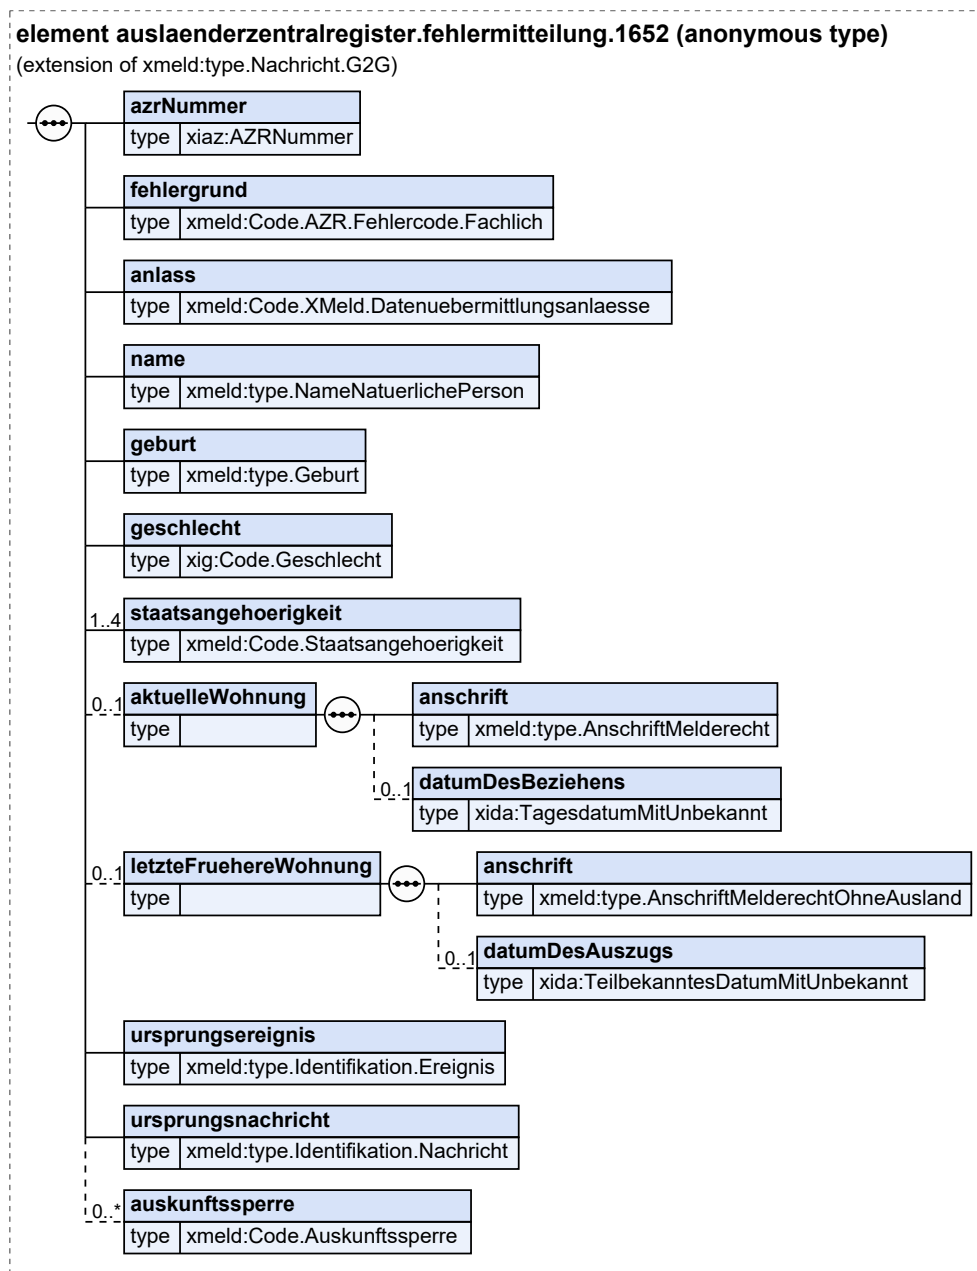 element auslaenderzentralregister.fehlermitteilung.1652 (anonymous type)
(extension of xmeld:type.Nachricht.G2G)
azrNummer
type xiaz:AZRNummer
fehlergrund
type xmeld:Code.AZR.Fehlercode.Fachlich
anlass
type xmeld:Code.XMeld.Datenuebermittlungsanlaesse
name
type xmeld:type.NameNatuerlichePerson
geburt
type xmeld:type.Geburt
geschlecht
type xig:Code.Geschlecht
1..4 staatsangehoerigkeit
type xmeld:Code.Staatsangehoerigkeit
0..1 aktuelleWohnung
type
anschrift
type xmeld:type.AnschriftMelderecht
0..1 datumDesBeziehens
type xida:TagesdatumMitUnbekannt
0..1 letzteFruehereWohnung
type
anschrift
type xmeld:type.AnschriftMelderechtOhneAusland
0..1 datumDesAuszugs
type xida:TeilbekanntesDatumMitUnbekannt
ursprungsereignis
type xmeld:type.Identifikation.Ereignis
ursprungsnachricht
type xmeld:type.Identifikation.Nachricht
0..* auskunftssperre
type xmeld:Code.Auskunftssperre